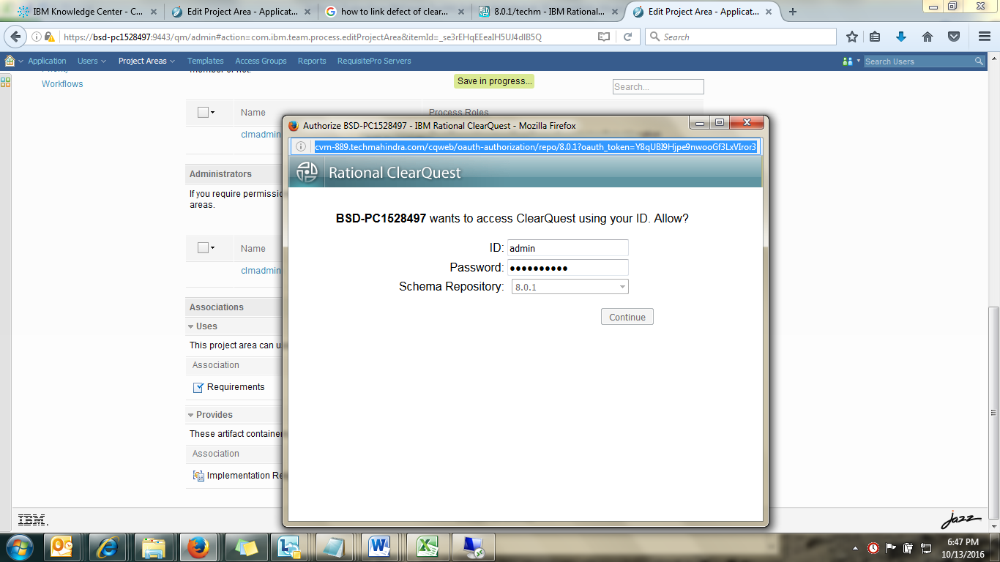 IBM Knowledge Center - C...
Edit Project Area - Applicat...
how to link defect of clear...
8.0.1/techm - IBM Rational...
Edit Project Area - Applicat...
https://bsd-pc1528497:9443/qm/admin#action=com.ibm.team.process.editProjectArea&itemId=_se3rEHqEEeaIH5UJ4dlB5Q
Search
Application Users Project Areas Templates Access Groups Reports RequisitePro Servers
Search Users
Workflows
Save in progress...
Search...
Name
Process Roles
clmadmin
Administrators
If you require permissio
areas.
Name
clmadmin
Associations
Uses
This project area can u
Association
Requirements
Provides
These artifact container
Association
Implementation Re
Authorize BSD-PC1528497 - IBM Rational ClearQuest - Mozilla Firefox
cvm-889.techmahindra.com/cqweb/oauth-authorization/repo/8.0.1?oauth_token=Y8qUBI9Hjpe9nwooGf3LxVIror3
Rational ClearQuest
BSD-PC1528497 wants to access ClearQuest using your ID. Allow?
ID: admin
Password: ●●●●●●●●●●
Schema Repository: 8.0.1
Continue
IBM.
jazz
6:47 PM
10/13/2016